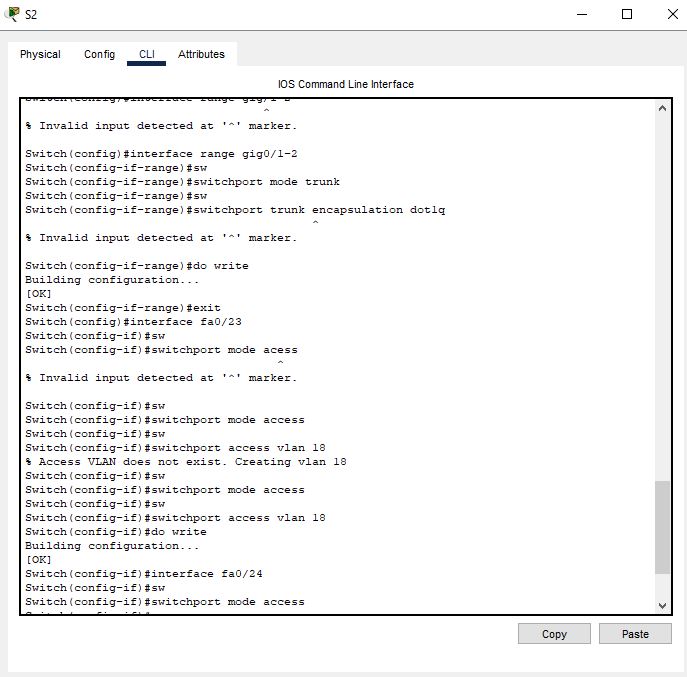 S2
Physical Config CLI Attributes
IOS Command Line Interface
^
% Invalid input detected at '^' marker.
Switch(config)#interface range gig0/1-2
Switch(config-if-range)#sw
Switch(config-if-range)#switchport mode trunk
Switch(config-if-range)#sw
Switch(config-if-range)#switchport trunk encapsulation dot1q
^
% Invalid input detected at '^' marker.
Switch(config-if-range)#do write
Building configuration...
[OK]
Switch(config-if-range)#exit
Switch(config)#interface fa0/23
Switch(config-if)#sw
Switch(config-if)#switchport mode acess
^
% Invalid input detected at '^' marker.
Switch(config-if)#sw
Switch(config-if)#switchport mode access
Switch(config-if)#sw
Switch(config-if)#switchport access vlan 18
% Access VLAN does not exist. Creating vlan 18
Switch(config-if)#sw
Switch(config-if)#switchport mode access
Switch(config-if)#sw
Switch(config-if)#switchport access vlan 18
Switch(config-if)#do write
Building configuration...
[OK]
Switch(config-if)#interface fa0/24
Switch(config-if)#sw
Switch(config-if)#switchport mode access
Copy Paste